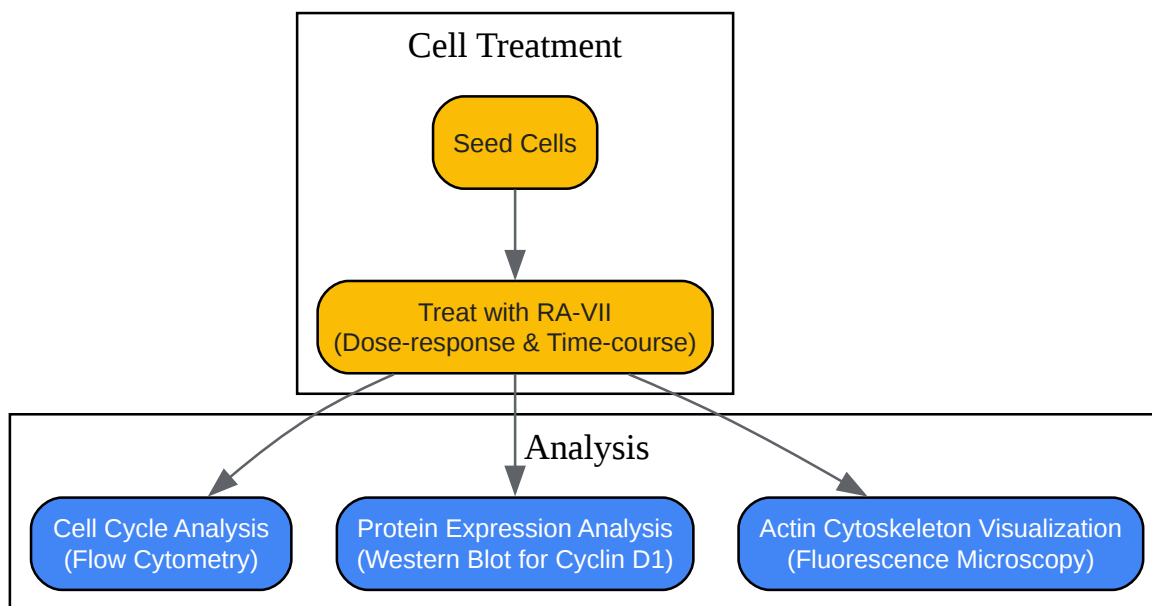 Cell Treatment
Seed Cells
Treat with RA-VII
(Dose-response & Time-course)
Analysis
Cell Cycle Analysis
(Flow Cytometry)
Protein Expression Analysis
(Western Blot for Cyclin D1)
Actin Cytoskeleton Visualization
(Fluorescence Microscopy)